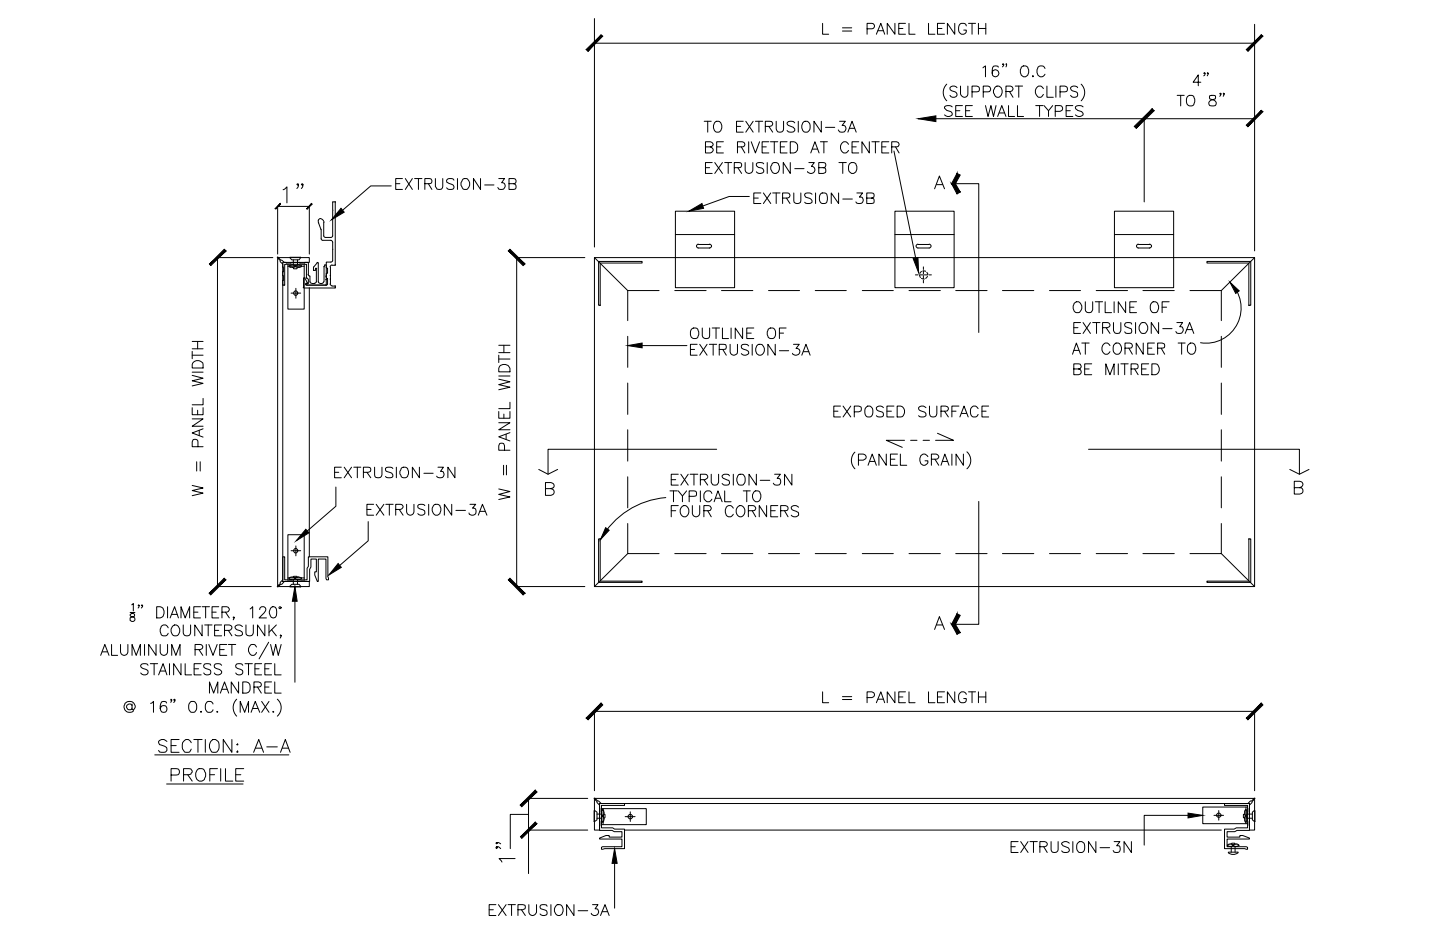 L = PANEL LENGTH
16" O.C
(SUPPORT CLIPS)
SEE WALL TYPES
4"
TO 8"
TO EXTRUSION-3A
BE RIVETED AT CENTER
EXTRUSION-3B TO
A
EXTRUSION-3B
EXTRUSION-3B
1"
OUTLINE OF
EXTRUSION-3A
OUTLINE OF
EXTRUSION-3A
AT CORNER TO
BE MITRED
W = PANEL WIDTH
W = PANEL WIDTH
EXPOSED SURFACE
(PANEL GRAIN)
EXTRUSION-3N
EXTRUSION-3A
EXTRUSION-3N
TYPICAL TO
FOUR CORNERS
B
B
A
1/8" DIAMETER, 120°
COUNTERSUNK,
ALUMINUM RIVET C/W
STAINLESS STEEL
MANDREL
@ 16" O.C. (MAX.)
SECTION: A-A
PROFILE
L = PANEL LENGTH
1"
EXTRUSION-3N
EXTRUSION-3A